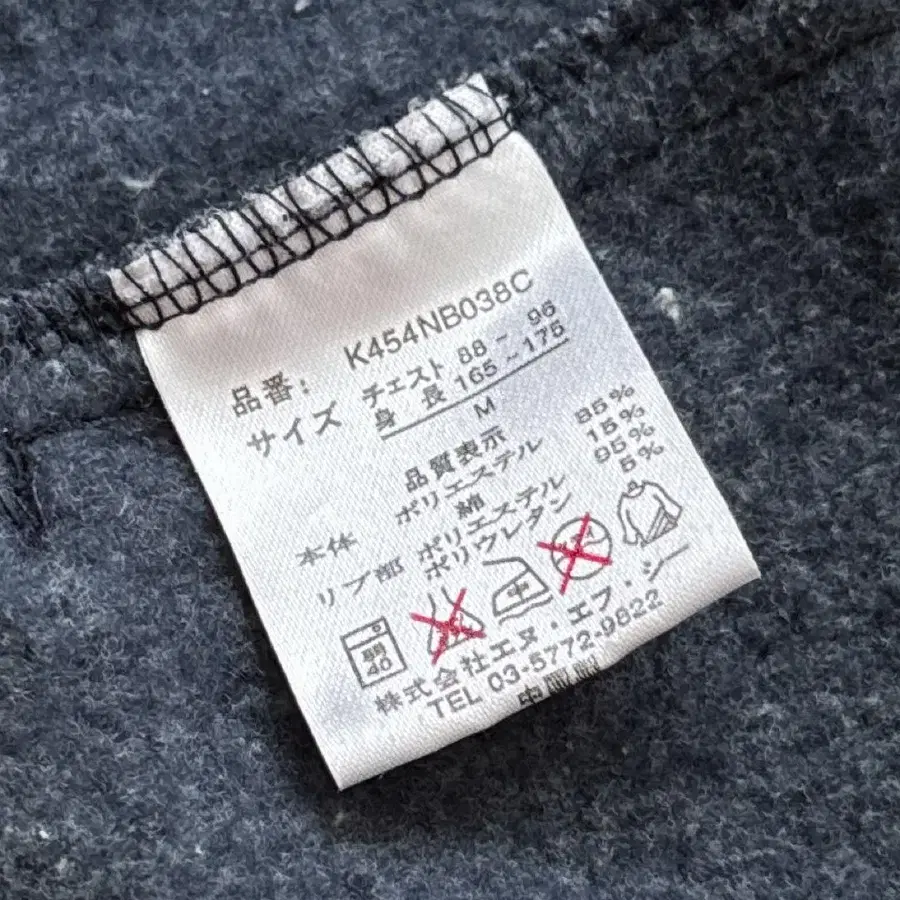 品番: K454NB038C
サイズ チェスト 88 - 96
身長 165 ~ 175
M
品質表示
本体 ポリエステル 85%
綿 15%
リブ部 ポリエステル 95%
ポリウレタン 5%
弱 40 中
株式会社エヌ・エフ・シー
TEL 03-5772-9822